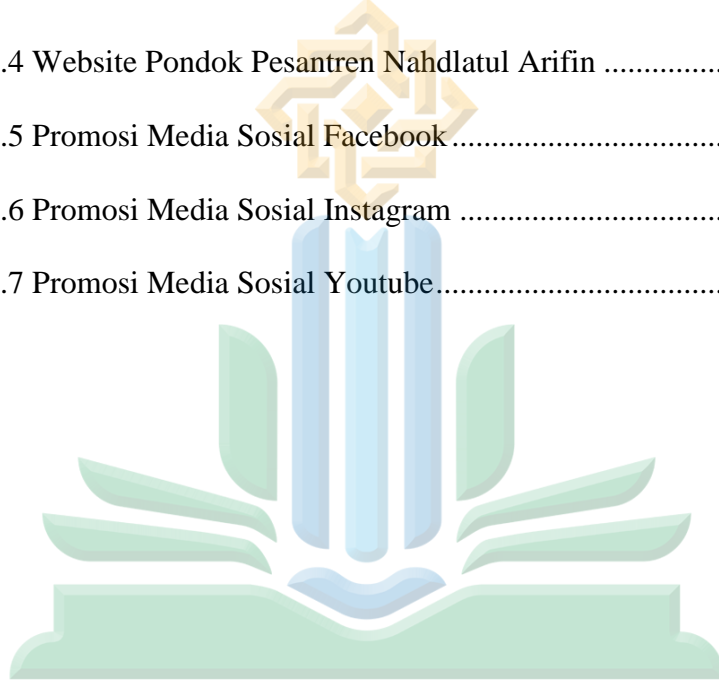 .4 Website Pondok Pesantren Nahdlatul Arifin ................
.5 Promosi Media Sosial Facebook....................................
.6 Promosi Media Sosial Instagram ...................................
.7 Promosi Media Sosial Youtube......................................